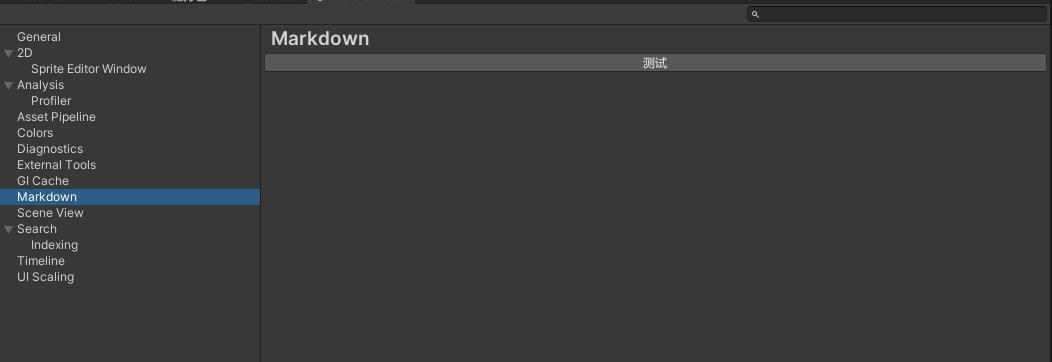 General
2D
Sprite Editor Window
Analysis
Profiler
Asset Pipeline
Colors
Diagnostics
External Tools
GI Cache
Markdown
Scene View
Search
Indexing
Timeline
UI Scaling
Markdown
测试